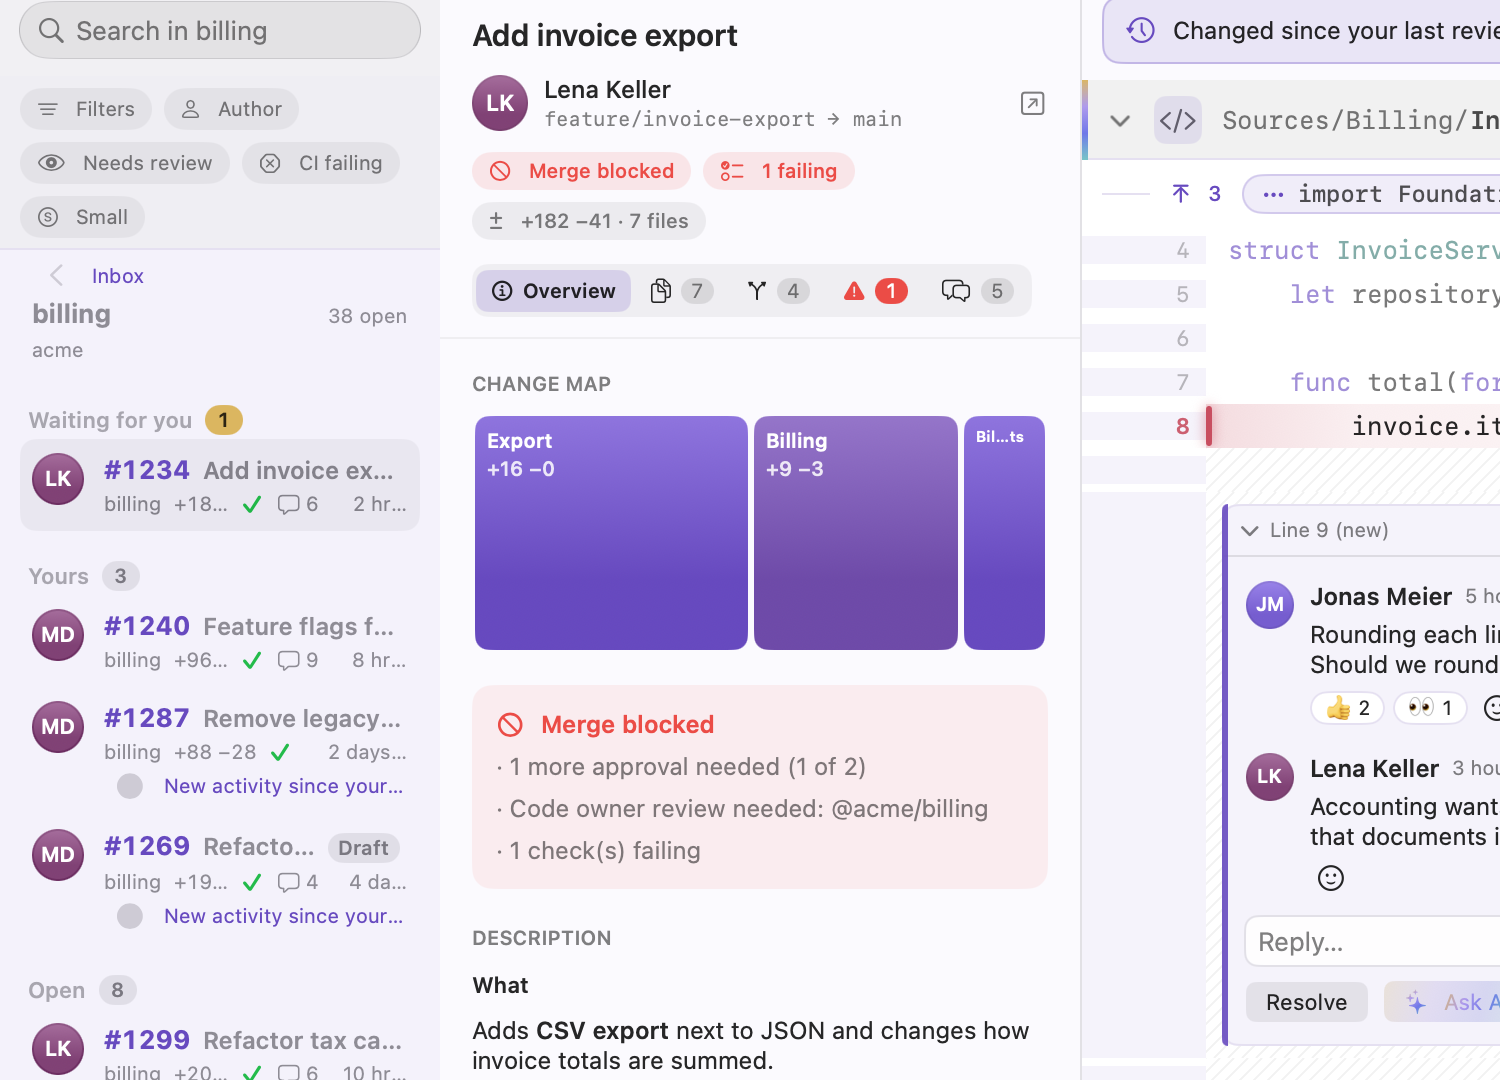 Search in billing
Filters
Author
Needs review
CI failing
S Small
Inbox
billing
38 open
acme
Waiting for you 1
LK #1234 Add invoice ex...
billing +18... 6 2 hr...
Yours 3
MD #1240 Feature flags f...
billing +96... 9 8 hr...
MD #1287 Remove legacy...
billing +88 −28 2 days...
New activity since your...
MD #1269 Refacto... Draft
billing +19... 4 4 da...
New activity since your...
Open 8
LK #1299 Refactor tax ca...
billing +20... 6 10 hr...
Add invoice export
LK Lena Keller
feature/invoice-export → main
Merge blocked
1 failing
± +182 −41 · 7 files
Overview 7 4 1 5
CHANGE MAP
Export
+16 −0
Billing
+9 −3
Bil...ts
Merge blocked
· 1 more approval needed (1 of 2)
· Code owner review needed: @acme/billing
· 1 check(s) failing
DESCRIPTION
What
Adds CSV export next to JSON and changes how
invoice totals are summed.
Changed since your last revie
</> Sources/Billing/In
3 ··· import Foundati
4 struct InvoiceServ
5 let repository
6
7 func total(for
8 invoice.it
Line 9 (new)
JM Jonas Meier 5 ho
Rounding each lin
Should we round
👍 2 👀 1
LK Lena Keller 3 hou
Accounting want
that documents i
Reply...
Resolve
Ask A